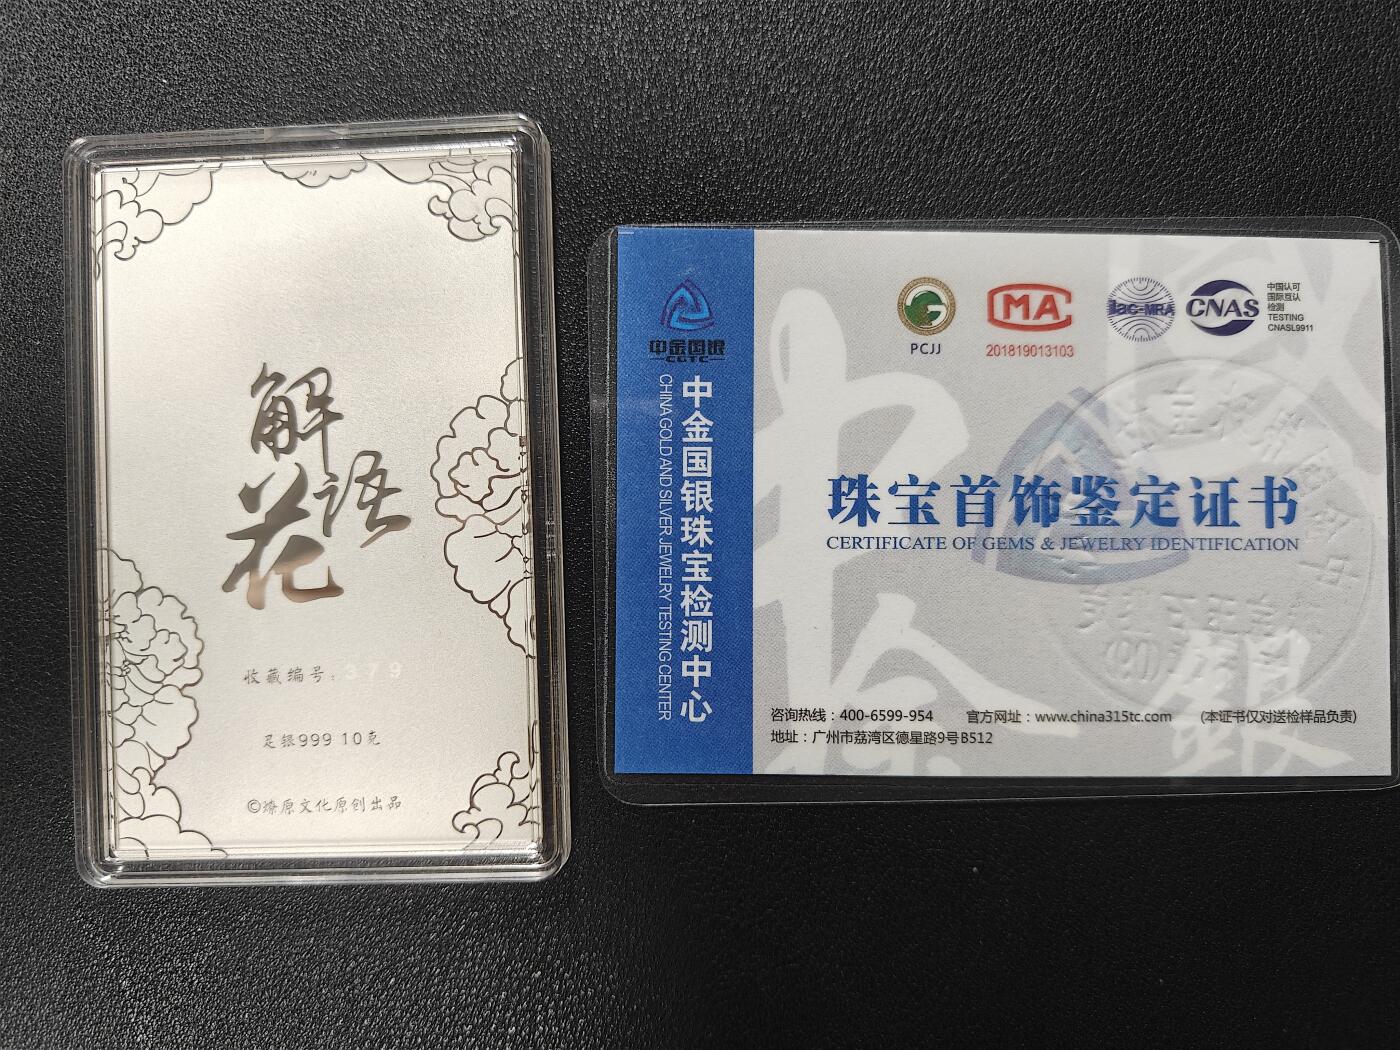 解语花
收藏编号：379
足银999 10克
©燎原文化原创出品
中金国银
CGTC
中金国银珠宝检测中心
CHINA GOLD AND SILVER JEWELRY TESTING CENTER
PCJJ
MA
201819013103
ilac-MRA
CNAS
中国认可
国际互认
检测
TESTING
CNASL9911
珠宝首饰鉴定证书
CERTIFICATE OF GEMS & JEWELRY IDENTIFICATION
咨询热线：400-6599-954 官方网址：www.china315tc.com (本证书仅对送检样品负责)
地址：广州市荔湾区德星路9号B512